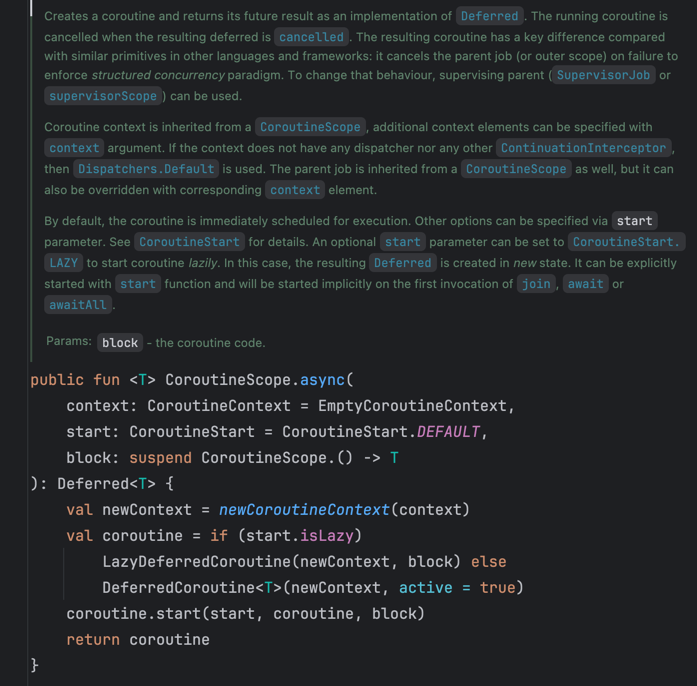 Creates a coroutine and returns its future result as an implementation of Deferred. The running coroutine is
cancelled when the resulting deferred is cancelled. The resulting coroutine has a key difference compared
with similar primitives in other languages and frameworks: it cancels the parent job (or outer scope) on failure to
enforce structured concurrency paradigm. To change that behaviour, supervising parent (SupervisorJob or
supervisorScope) can be used.
Coroutine context is inherited from a CoroutineScope, additional context elements can be specified with
context argument. If the context does not have any dispatcher nor any other ContinuationInterceptor,
then Dispatchers.Default is used. The parent job is inherited from a CoroutineScope as well, but it can
also be overridden with corresponding context element.
By default, the coroutine is immediately scheduled for execution. Other options can be specified via start
parameter. See CoroutineStart for details. An optional start parameter can be set to CoroutineStart.
LAZY to start coroutine lazily. In this case, the resulting Deferred is created in new state. It can be explicitly
started with start function and will be started implicitly on the first invocation of join, await or
awaitAll.
Params: block - the coroutine code.
public fun <T> CoroutineScope.async(
    context: CoroutineContext = EmptyCoroutineContext,
    start: CoroutineStart = CoroutineStart.DEFAULT,
    block: suspend CoroutineScope.() -> T
): Deferred<T> {
    val newContext = newCoroutineContext(context)
    val coroutine = if (start.isLazy)
        LazyDeferredCoroutine(newContext, block) else
        DeferredCoroutine<T>(newContext, active = true)
    coroutine.start(start, coroutine, block)
    return coroutine
}